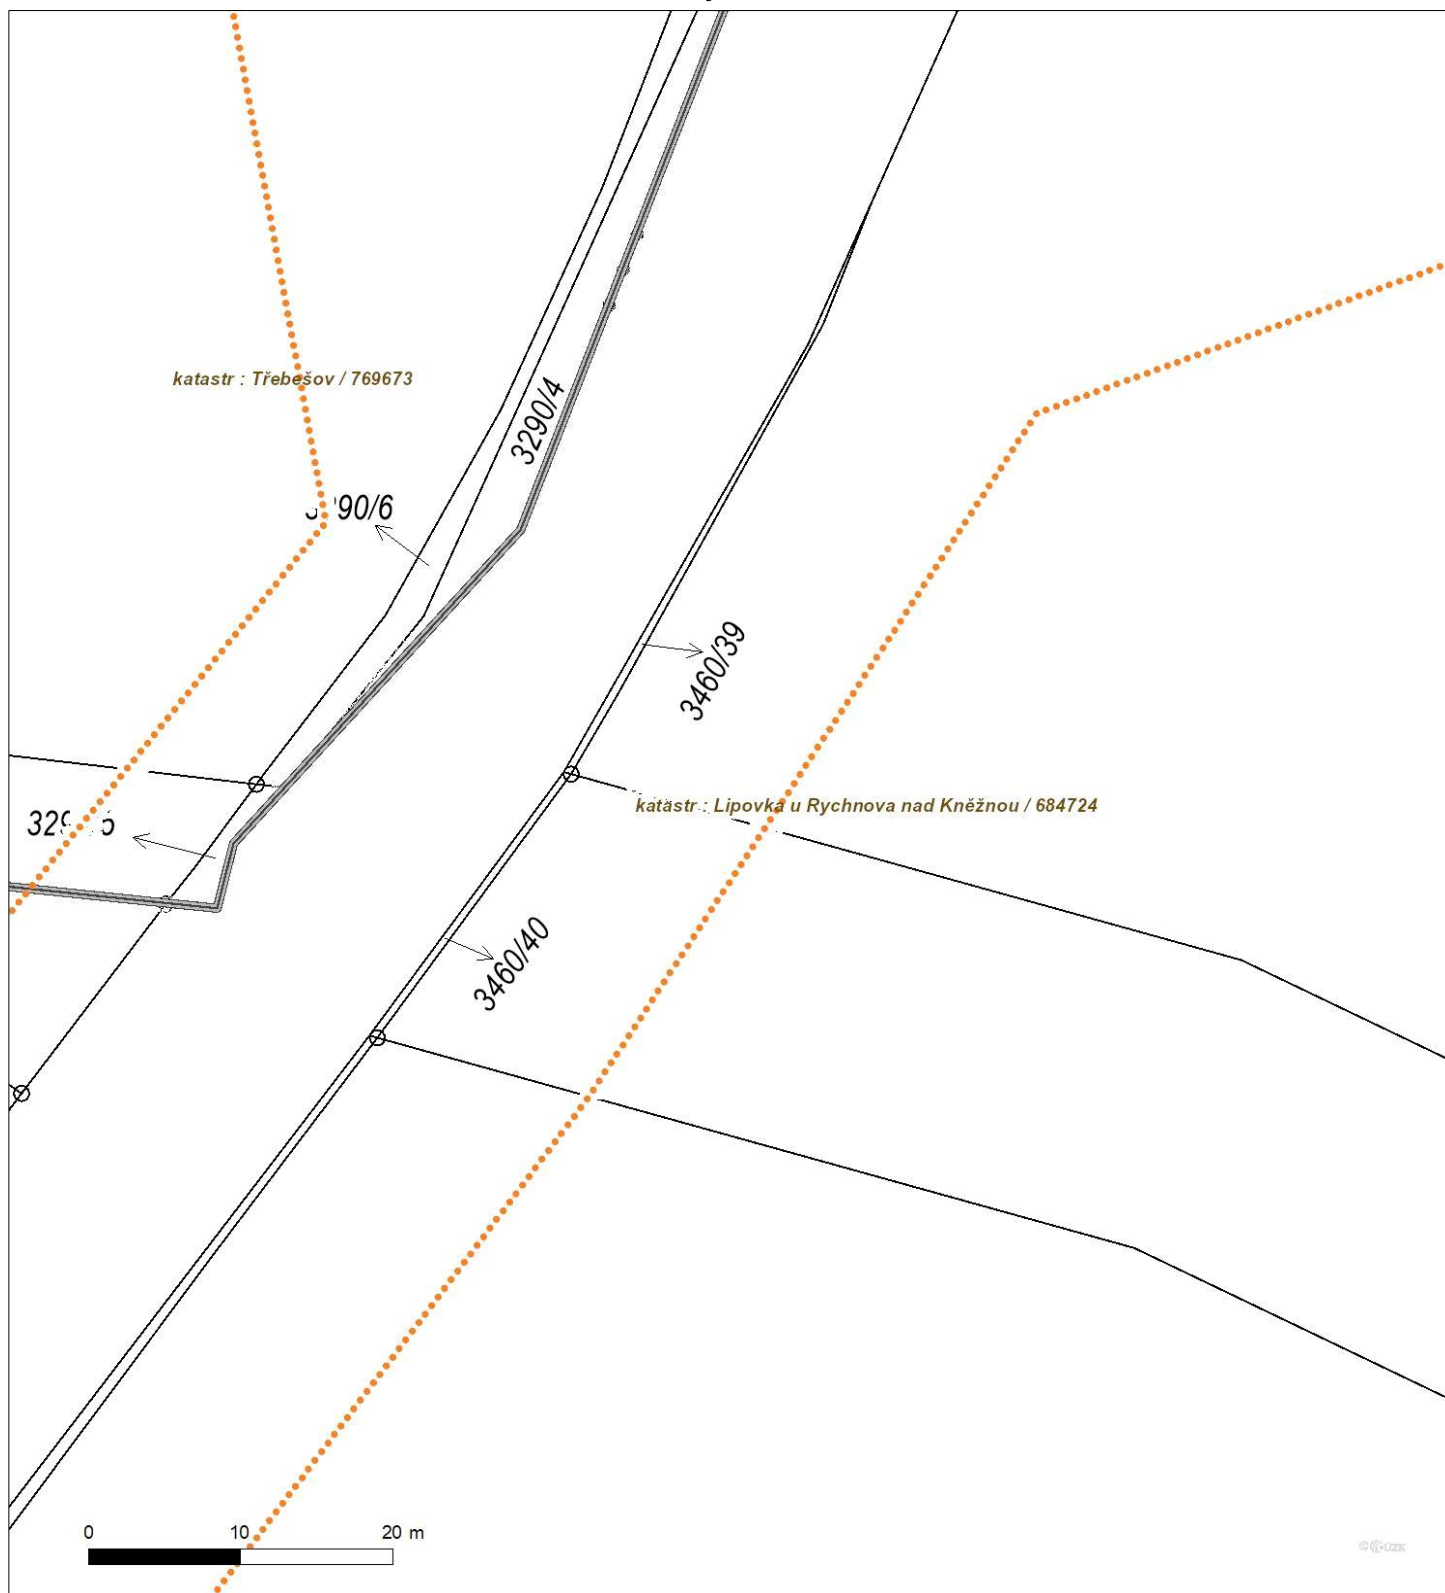 katastr : Třebešov / 769673
3290/4
90/6
3460/39
katastr : Lipovka u Rychnova nad Kněžnou / 684724
3460/40
0 10 20 m